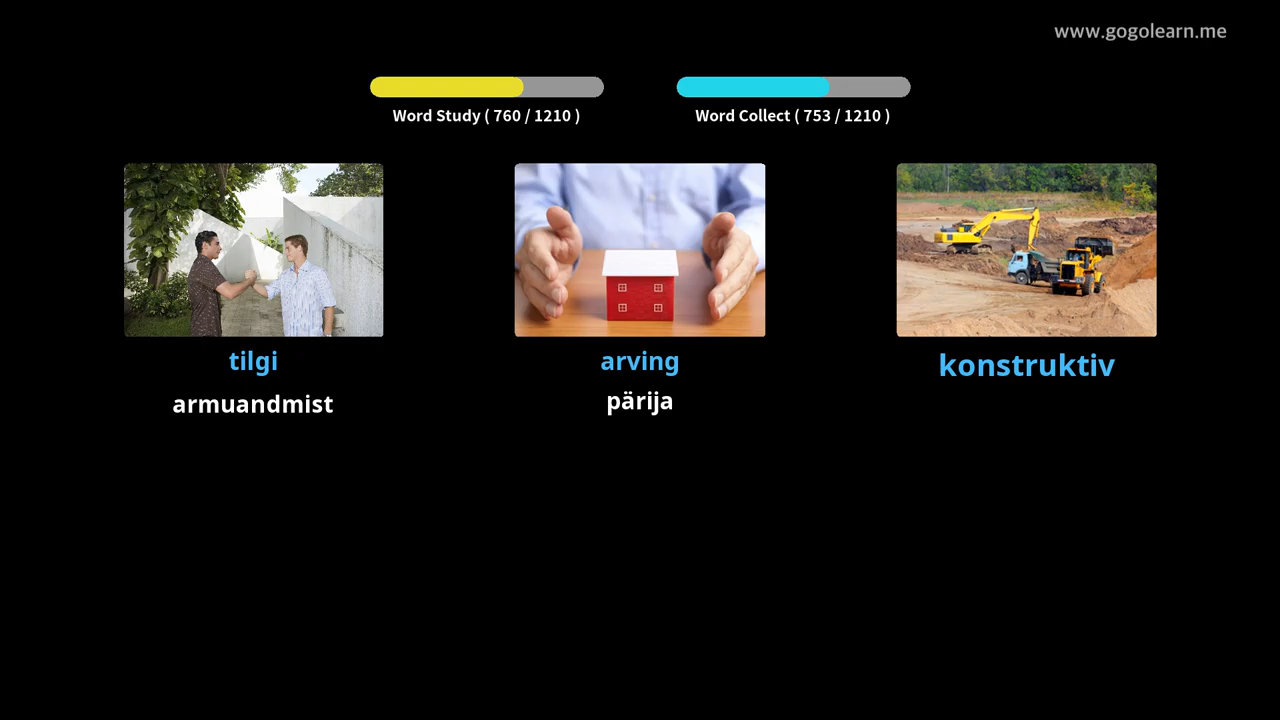 www.gogolearn.me
Word Study ( 760 / 1210 )
Word Collect ( 753 / 1210 )
tilgi
armuandmist
arving
pärija
konstruktiv